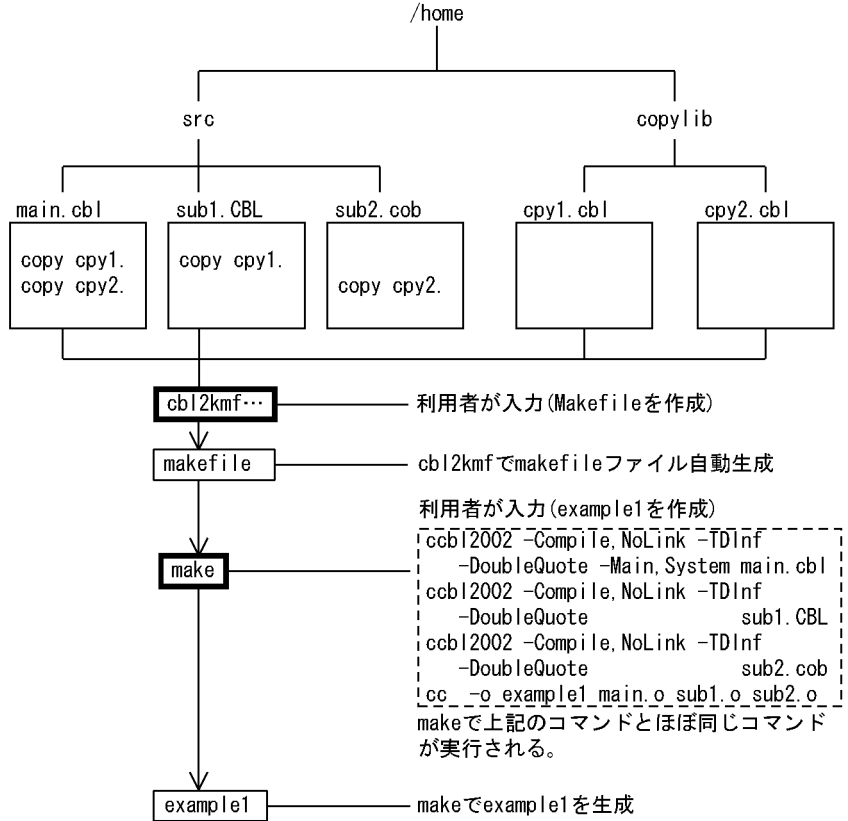 /home
src
copylib
main.cbl
sub1.CBL
sub2.cob
cpy1.cbl
cpy2.cbl
copy cpy1.
copy cpy2.
copy cpy1.
copy cpy2.
cbl2kmf…
利用者が入力(Makefileを作成)
makefile
cbl2kmfでmakefileファイル自動生成
利用者が入力(example1を作成)
make
ccbl2002 -Compile,NoLink -TDInf
-DoubleQuote -Main,System main.cbl
ccbl2002 -Compile,NoLink -TDInf
-DoubleQuote sub1.CBL
ccbl2002 -Compile,NoLink -TDInf
-DoubleQuote sub2.cob
cc -o example1 main.o sub1.o sub2.o
makeで上記のコマンドとほぼ同じコマンド
が実行される。
example1
makeでexample1を生成